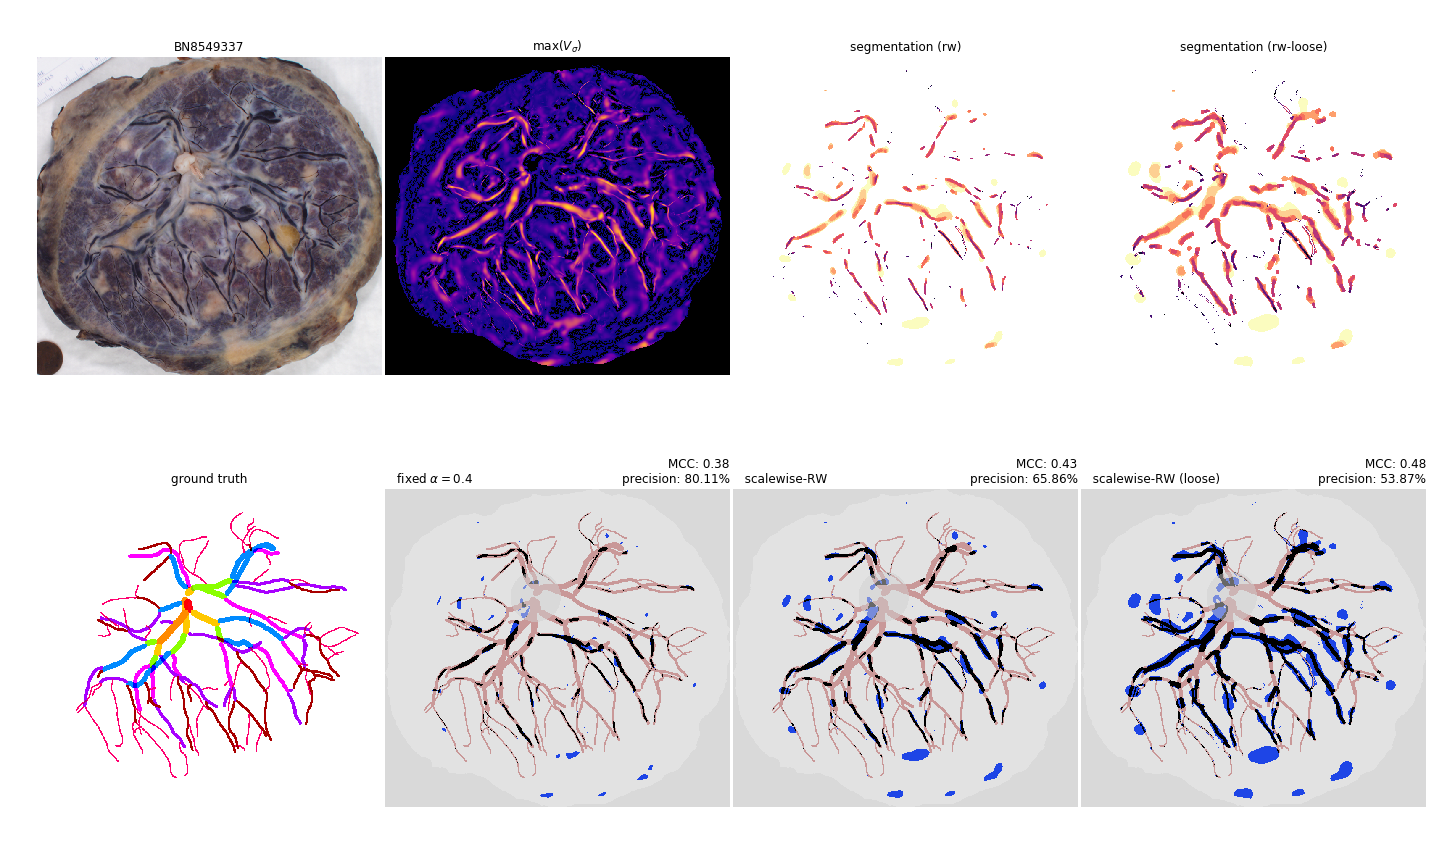 BN8549337
max(Vσ)
segmentation (rw)
segmentation (rw-loose)
ground truth
fixed α = 0.4
MCC: 0.38
precision: 80.11%
scalewise-RW
MCC: 0.43
precision: 65.86%
scalewise-RW (loose)
MCC: 0.48
precision: 53.87%